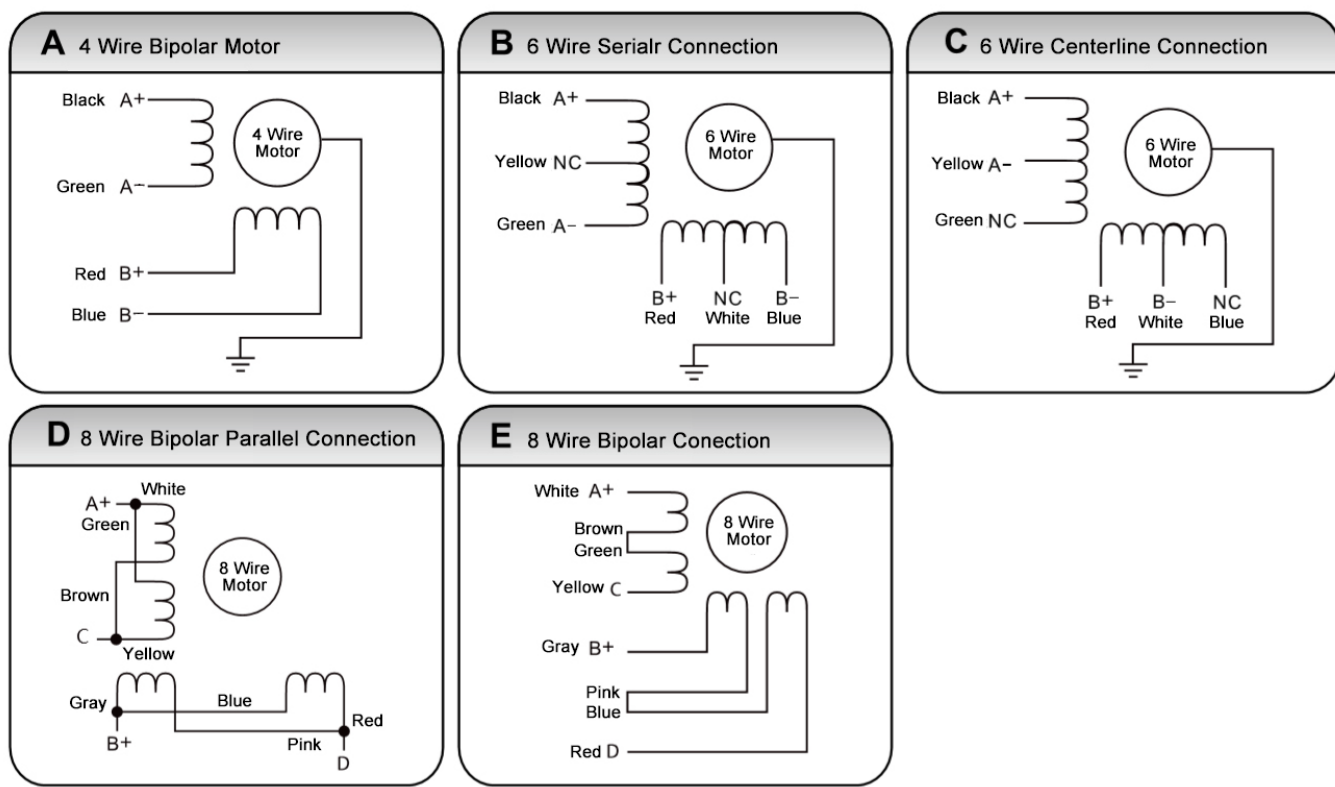 A 4 Wire Bipolar Motor
Black A+
4 Wire
Motor
Green A−
Red B+
Blue B−
B 6 Wire Serialr Connection
Black A+
Yellow NC
6 Wire
Motor
Green A−
B+ NC B−
Red White Blue
C 6 Wire Centerline Connection
Black A+
Yellow A−
6 Wire
Motor
Green NC
B+ B− NC
Red White Blue
D 8 Wire Bipolar Parallel Connection
White
A+
Green
8 Wire
Motor
Brown
C
Yellow
Gray Blue Red
B+ Pink
D
E 8 Wire Bipolar Conection
White A+
8 Wire
Motor
Brown
Green
Yellow C
Gray B+
Pink
Blue
Red D